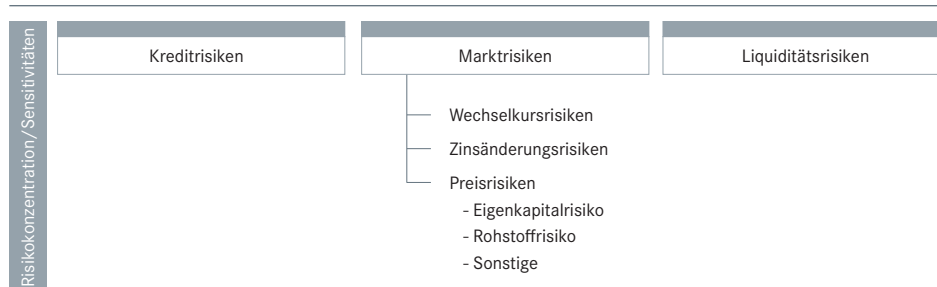 Risikokonzentration/Sensitivitäten
Kreditrisiken
Marktrisiken
Liquiditätsrisiken
Wechselkursrisiken
Zinsänderungsrisiken
Preisrisiken
- Eigenkapitalrisiko
- Rohstoffrisiko
- Sonstige